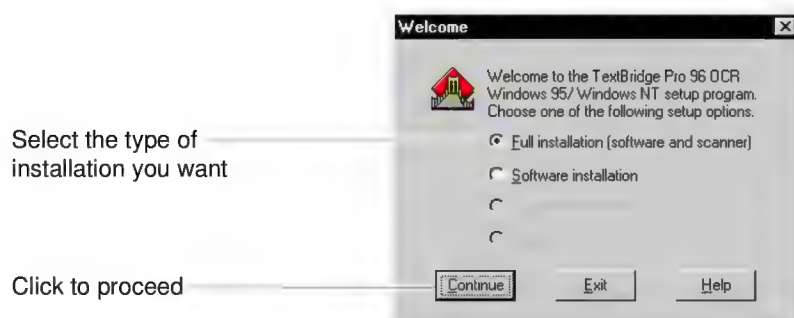 Welcome
Welcome to the TextBridge Pro 96 OCR
Windows 95/ Windows NT setup program.
Choose one of the following setup options.
Select the type of
installation you want
Full installation (software and scanner)
Software installation
Click to proceed
Continue
Exit
Help